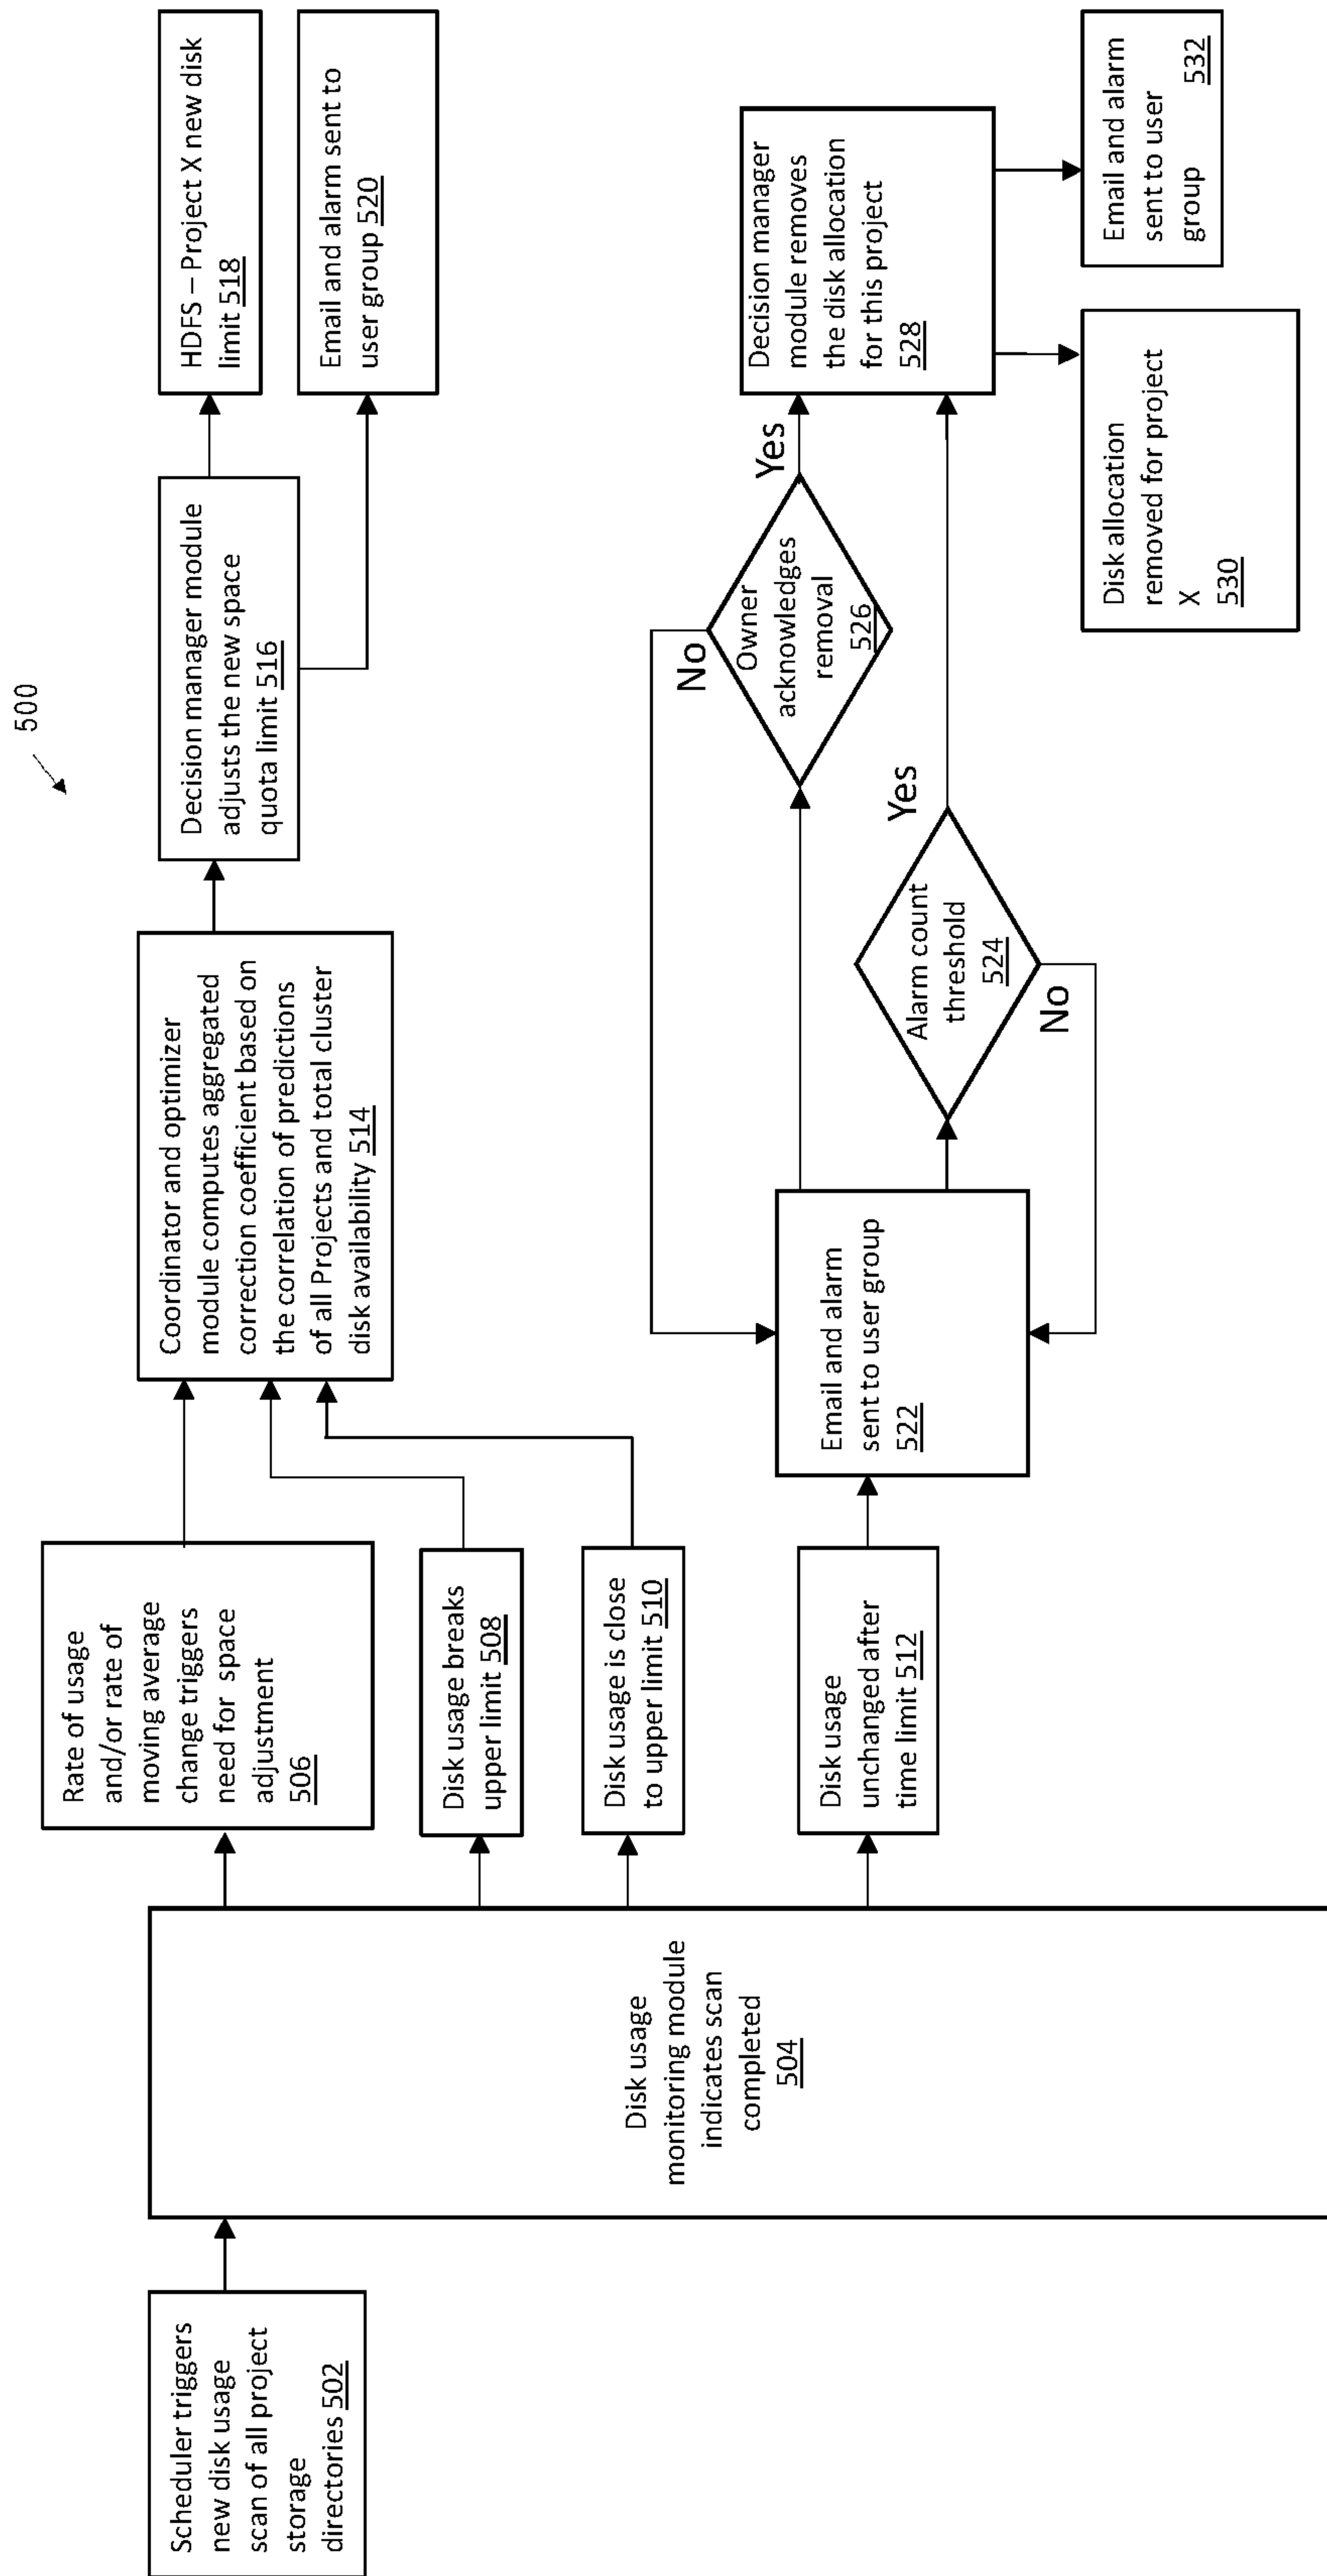 500
Scheduler triggers
new disk usage
scan of all project
storage
directories 502
Disk usage
monitoring module
indicates scan
completed
504
Rate of usage
and/or rate of
moving average
change triggers
need for space
adjustment
506
Disk usage breaks
upper limit 508
Disk usage is close
to upper limit 510
Disk usage
unchanged after
time limit 512
Coordinator and optimizer
module computes aggregated
correction coefficient based on
the correlation of predictions
of all Projects and total cluster
disk availability 514
Decision manager module
adjusts the new space
quota limit 516
HDFS – Project X new disk
limit 518
Email and alarm sent to
user group 520
Email and alarm
sent to user group
522
Alarm count
threshold
524
No
Yes
Owner
acknowledges
removal
526
No
Yes
Decision manager
module removes
the disk allocation
for this project
528
Disk allocation
removed for project
X
530
Email and alarm
sent to user
group 532